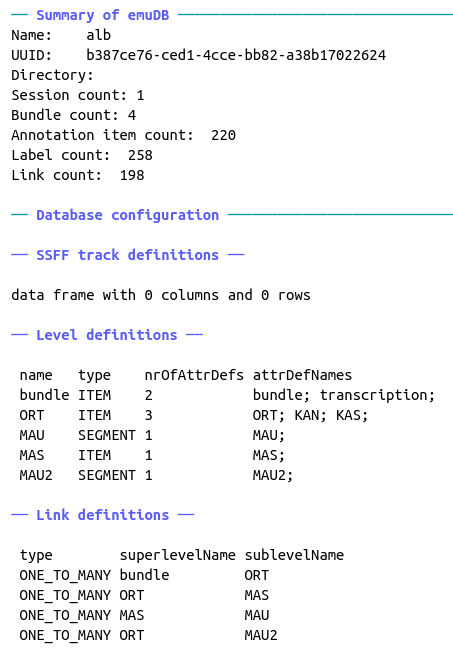 ── Summary of emuDB ─────────────────────────────────
Name:    alb
UUID:    b387ce76-ced1-4cce-bb82-a38b17022624
Directory:
Session count: 1
Bundle count: 4
Annotation item count:  220
Label count:  258
Link count:  198
── Database configuration ───────────────────────────
── SSFF track definitions ──
data frame with 0 columns and 0 rows
── Level definitions ──
name   type    nrOfAttrDefs attrDefNames
bundle ITEM    2            bundle; transcription;
ORT    ITEM    3            ORT; KAN; KAS;
MAU    SEGMENT 1            MAU;
MAS    ITEM    1            MAS;
MAU2   SEGMENT 1            MAU2;
── Link definitions ──
type        superlevelName sublevelName
ONE_TO_MANY bundle         ORT
ONE_TO_MANY ORT            MAS
ONE_TO_MANY MAS            MAU
ONE_TO_MANY ORT            MAU2